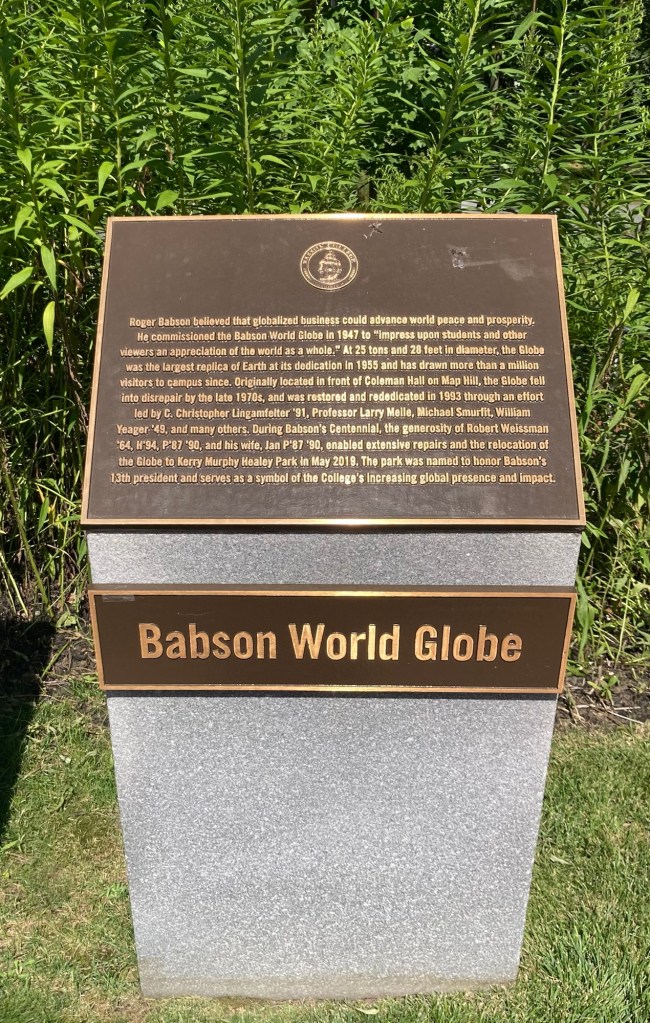 Roger Babson believed that globalized business could advance world peace and prosperity.
He commissioned the Babson World Globe in 1947 to "impress upon students and other
viewers an appreciation of the world as a whole." At 25 tons and 28 feet in diameter, the Globe
was the largest replica of Earth at its dedication in 1955 and has drawn more than a million
visitors to campus since. Originally located in front of Coleman Hall on Map Hill, the Globe fell
into disrepair by the late 1970s, and was restored and rededicated in 1993 through an effort
led by C. Christopher Lingamfelter '91, Professor Larry Meile, Michael Smurfit, William
Yeager '49, and many others. During Babson's Centennial, the generosity of Robert Weissman
'64, H'94, P'87 '90, and his wife, Jan P'87 '90, enabled extensive repairs and the relocation of
the Globe to Kerry Murphy Healey Park in May 2019. The park was named to honor Babson's
13th president and serves as a symbol of the College's increasing global presence and impact.
Babson World Globe